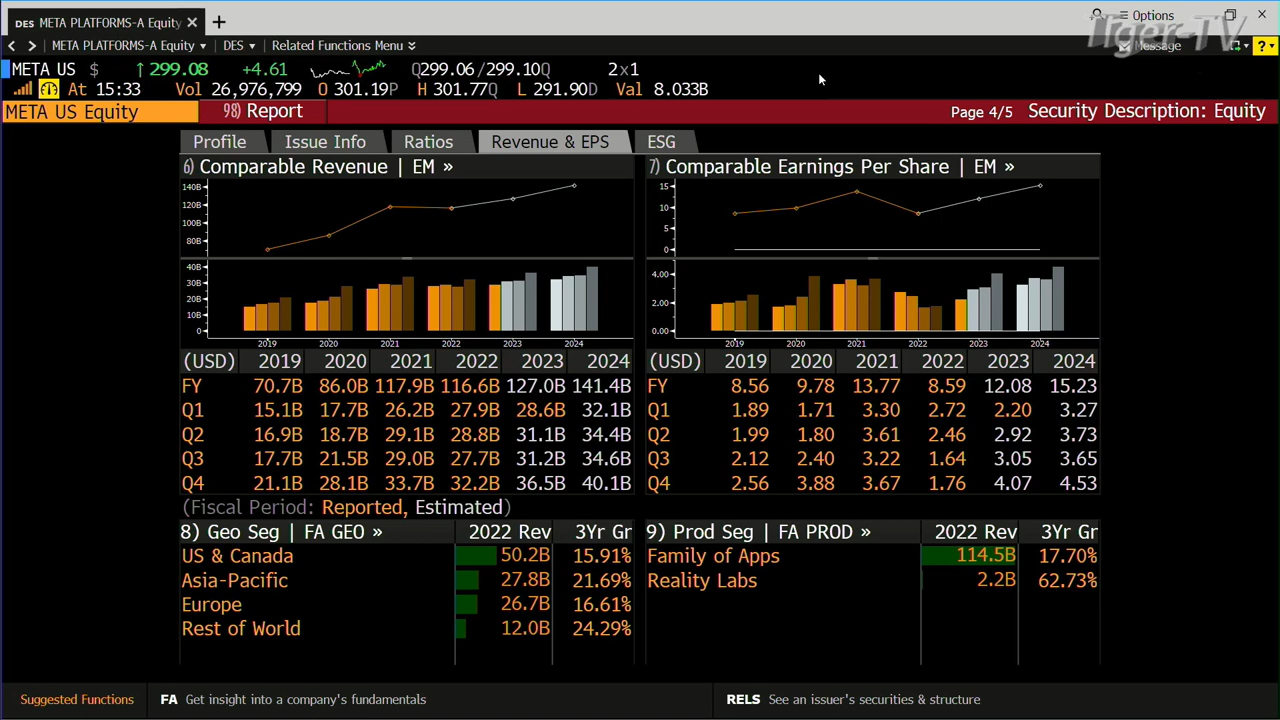 DES META PLATFORMS-A Equity × +
Options
Tiger-TV
< > META PLATFORMS-A Equity ▾ DES ▾ Related Functions Menu
Message
? ▾
META US $ ↑ 299.08 +4.61 Q299.06/299.10Q 2x1
At 15:33 Vol 26,976,799 O 301.19P H 301.77Q L 291.90D Val 8.033B
META US Equity 98) Report Page 4/5 Security Description: Equity
Profile Issue Info Ratios Revenue & EPS ESG
6) Comparable Revenue | EM »
140B
120B
100B
80B
40B
30B
20B
10B
0
2019 2020 2021 2022 2023 2024
(USD) 2019 2020 2021 2022 2023 2024
FY 70.7B 86.0B 117.9B 116.6B 127.0B 141.4B
Q1 15.1B 17.7B 26.2B 27.9B 28.6B 32.1B
Q2 16.9B 18.7B 29.1B 28.8B 31.1B 34.4B
Q3 17.7B 21.5B 29.0B 27.7B 31.2B 34.6B
Q4 21.1B 28.1B 33.7B 32.2B 36.5B 40.1B
(Fiscal Period: Reported, Estimated)
7) Comparable Earnings Per Share | EM »
15
10
5
0
4.00
2.00
0.00
2019 2020 2021 2022 2023 2024
(USD) 2019 2020 2021 2022 2023 2024
FY 8.56 9.78 13.77 8.59 12.08 15.23
Q1 1.89 1.71 3.30 2.72 2.20 3.27
Q2 1.99 1.80 3.61 2.46 2.92 3.73
Q3 2.12 2.40 3.22 1.64 3.05 3.65
Q4 2.56 3.88 3.67 1.76 4.07 4.53
8) Geo Seg | FA GEO » 2022 Rev 3Yr Gr
US & Canada 50.2B 15.91%
Asia-Pacific 27.8B 21.69%
Europe 26.7B 16.61%
Rest of World 12.0B 24.29%
9) Prod Seg | FA PROD » 2022 Rev 3Yr Gr
Family of Apps 114.5B 17.70%
Reality Labs 2.2B 62.73%
Suggested Functions FA Get insight into a company's fundamentals RELS See an issuer's securities & structure